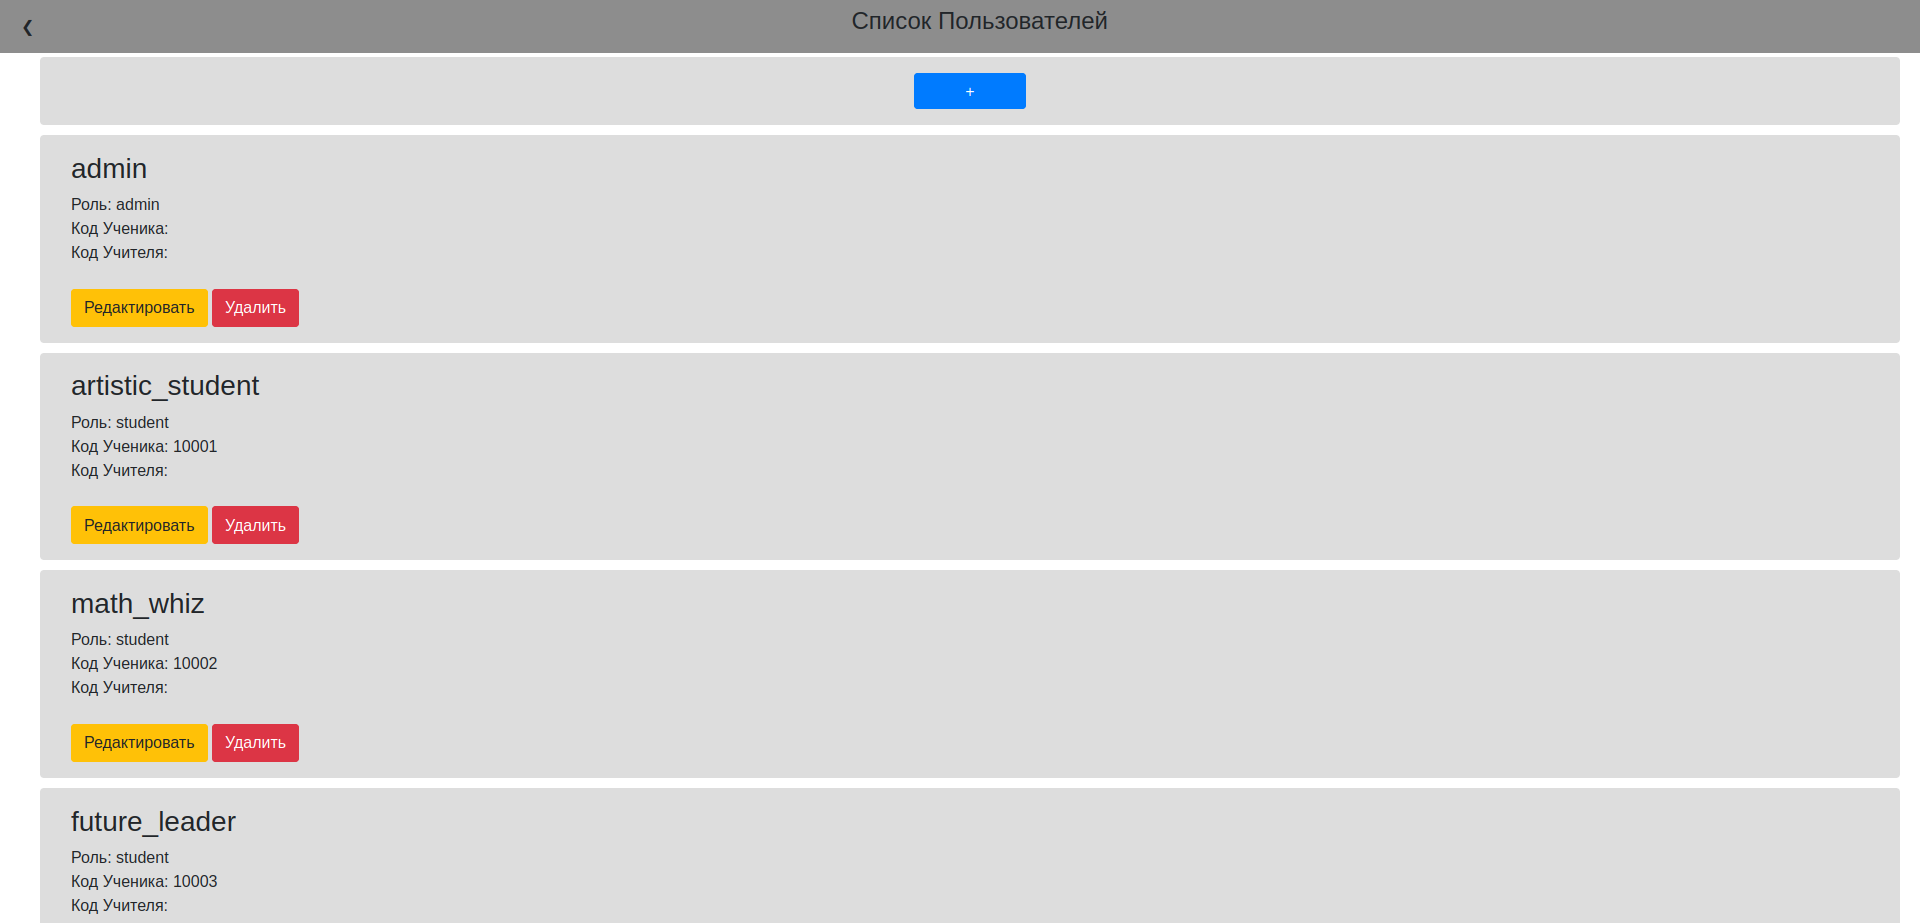 ❮
Список Пользователей
+
admin
Роль: admin
Код Ученика:
Код Учителя:
Редактировать Удалить
artistic_student
Роль: student
Код Ученика: 10001
Код Учителя:
Редактировать Удалить
math_whiz
Роль: student
Код Ученика: 10002
Код Учителя:
Редактировать Удалить
future_leader
Роль: student
Код Ученика: 10003
Код Учителя: